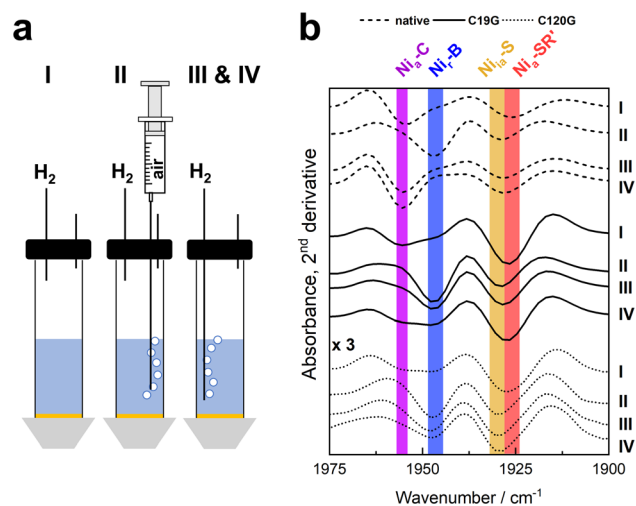 a
I
II
III & IV
H2
H2
H2
air
b
native
C19G
C120G
Nia-C
Nir-B
Niia-S
Nia-SR'
Absorbance, 2nd derivative
I
II
III
IV
I
II
III
IV
x 3
I
II
III
IV
1975
1950
1925
1900
Wavenumber / cm-1